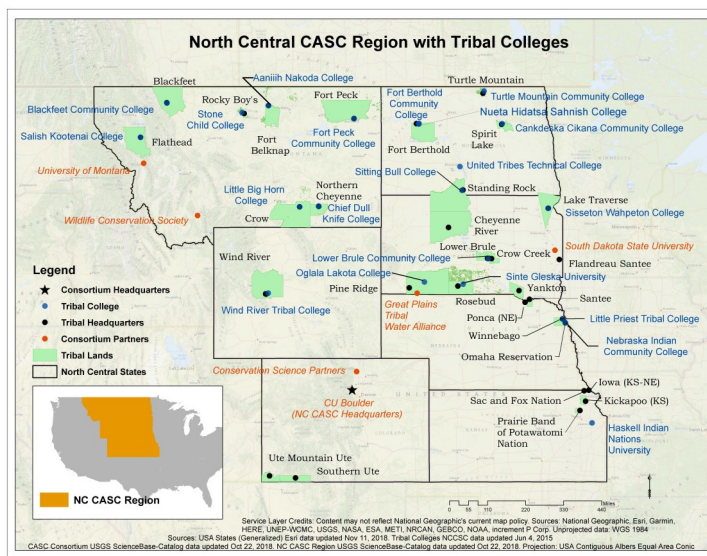 North Central CASC Region with Tribal Colleges
Blackfeet
Aaniiih Nakoda College
Turtle Mountain
Blackfeet Community College
Rocky Boy's
Fort Peck
Fort Berthold
Community
College
Turtle Mountain Community College
Stone
Child College
Nueta Hidatsa Sahnish College
Salish Kootenai College
Flathead
Fort
Belknap
Fort Peck
Community College
Fort Berthold
Spirit
Lake
Cankdeska Cikana Community College
University of Montana
United Tribes Technical College
Sitting Bull College
Standing Rock
Little Big Horn
College
Northern
Cheyenne
Crow
Chief Dull
Knife College
Lake Traverse
Sisseton Wahpeton College
Wildlife Conservation Society
Cheyenne
River
Wind River
Lower Brule
Lower Brule Community College
Crow Creek
South Dakota State University
Flandreau Santee
Oglala Lakota College
Sinte Gleska University
Wind River Tribal College
Pine Ridge
Rosebud
Yankton
Santee
Great Plains
Tribal
Water Alliance
Ponca (NE)
Little Priest Tribal College
Winnebago
Omaha Reservation
Nebraska Indian
Community College
Legend
Consortium Headquarters
Tribal College
Tribal Headquarters
Consortium Partners
Tribal Lands
North Central States
Conservation Science Partners
CU Boulder
(NC CASC Headquarters)
UNITED STATES
Iowa (KS-NE)
Sac and Fox Nation
Kickapoo (KS)
Prairie Band
of Potawatomi
Nation
Haskell Indian
Nations
University
Ute Mountain Ute
Southern Ute
NC CASC Region
0 55 110 220 330 440
Miles
Service Layer Credits: Content may not reflect National Geographic's current map policy. Sources: National Geographic, Esri, Garmin,
HERE, UNEP-WCMC, USGS, NASA, ESA, METI, NRCAN, GEBCO, NOAA, increment P Corp. Unprojected data: WGS 1984
Sources: USA States (Generalized) Esri data updated Nov 11, 2018. Tribal Colleges NCCSC data updated Jun 4, 2015
CASC Consortium USGS ScienceBase-Catalog data updated Oct 22, 2018. NC CASC Region USGS ScienceBase-Catalog data updated Oct 22, 2018. Projection: USA Contiguous Albers Equal Area Conic